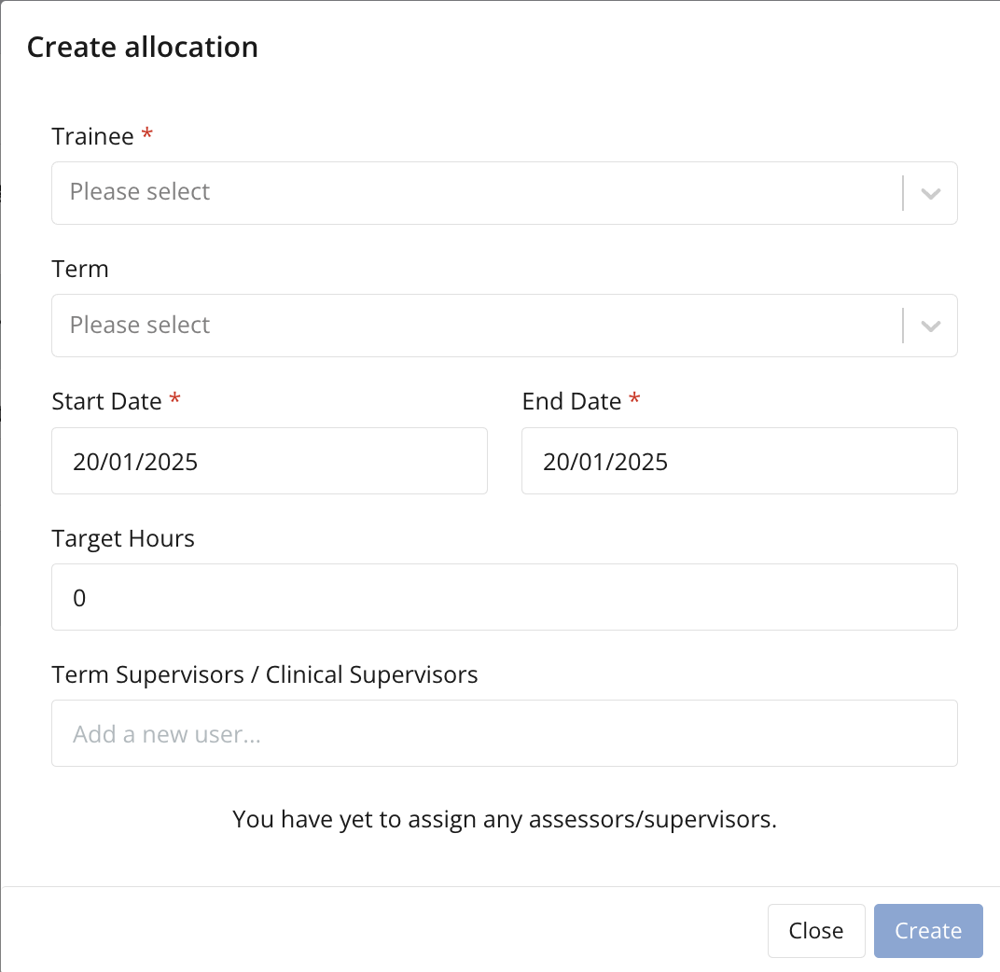 Create allocation
Trainee *
Please select
Term
Please select
Start Date * End Date *
20/01/2025 20/01/2025
Target Hours
0
Term Supervisors / Clinical Supervisors
Add a new user...
You have yet to assign any assessors/supervisors.
Close Create